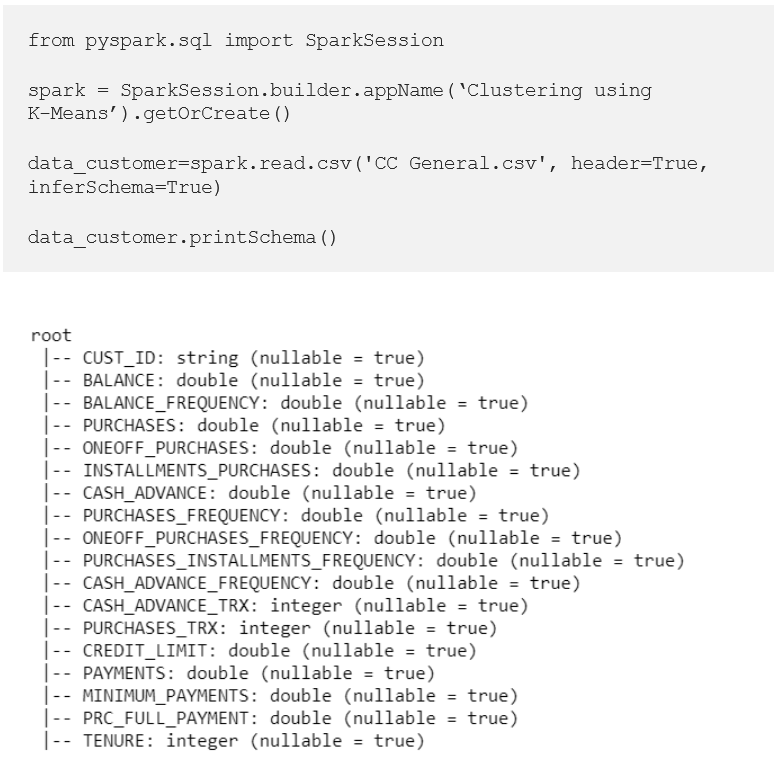 from pyspark.sql import SparkSession
spark = SparkSession.builder.appName(‘Clustering using
K-Means’).getOrCreate()
data_customer=spark.read.csv('CC General.csv', header=True,
inferSchema=True)
data_customer.printSchema()
root
 |-- CUST_ID: string (nullable = true)
 |-- BALANCE: double (nullable = true)
 |-- BALANCE_FREQUENCY: double (nullable = true)
 |-- PURCHASES: double (nullable = true)
 |-- ONEOFF_PURCHASES: double (nullable = true)
 |-- INSTALLMENTS_PURCHASES: double (nullable = true)
 |-- CASH_ADVANCE: double (nullable = true)
 |-- PURCHASES_FREQUENCY: double (nullable = true)
 |-- ONEOFF_PURCHASES_FREQUENCY: double (nullable = true)
 |-- PURCHASES_INSTALLMENTS_FREQUENCY: double (nullable = true)
 |-- CASH_ADVANCE_FREQUENCY: double (nullable = true)
 |-- CASH_ADVANCE_TRX: integer (nullable = true)
 |-- PURCHASES_TRX: integer (nullable = true)
 |-- CREDIT_LIMIT: double (nullable = true)
 |-- PAYMENTS: double (nullable = true)
 |-- MINIMUM_PAYMENTS: double (nullable = true)
 |-- PRC_FULL_PAYMENT: double (nullable = true)
 |-- TENURE: integer (nullable = true)